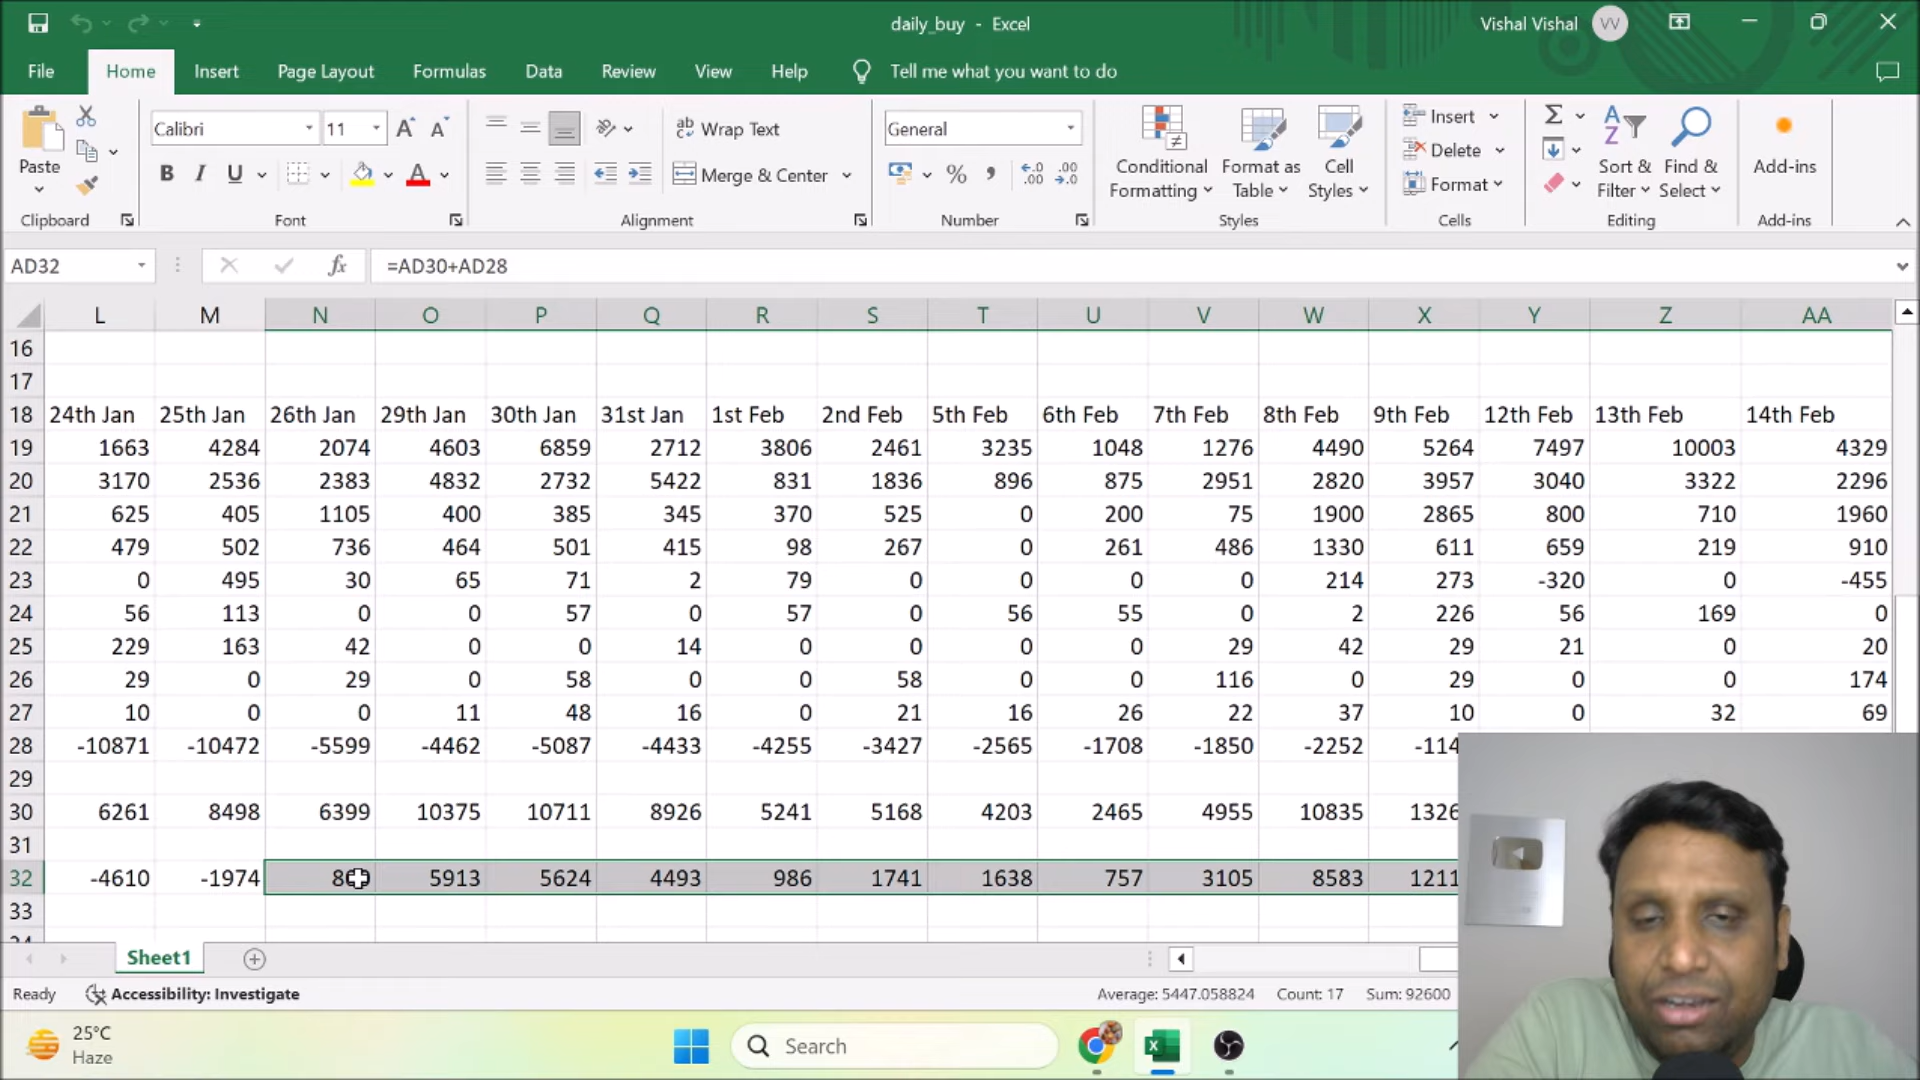 daily_buy - Excel
Vishal Vishal VV
File Home Insert Page Layout Formulas Data Review View Help Tell me what you want to do
Paste
Clipboard
Calibri 11
B I U
Font
Wrap Text
Merge & Center
Alignment
General
Number
Conditional Formatting
Format as Table
Cell Styles
Styles
Insert
Delete
Format
Cells
Sort & Filter
Find & Select
Editing
Add-ins
Add-ins
AD32 fx =AD30+AD28
L M N O P Q R S T U V W X Y Z AA
16
17
18 24th Jan 25th Jan 26th Jan 29th Jan 30th Jan 31st Jan 1st Feb 2nd Feb 5th Feb 6th Feb 7th Feb 8th Feb 9th Feb 12th Feb 13th Feb 14th Feb
19 1663 4284 2074 4603 6859 2712 3806 2461 3235 1048 1276 4490 5264 7497 10003 4329
20 3170 2536 2383 4832 2732 5422 831 1836 896 875 2951 2820 3957 3040 3322 2296
21 625 405 1105 400 385 345 370 525 0 200 75 1900 2865 800 710 1960
22 479 502 736 464 501 415 98 267 0 261 486 1330 611 659 219 910
23 0 495 30 65 71 2 79 0 0 0 0 214 273 -320 0 -455
24 56 113 0 0 57 0 57 0 56 55 0 2 226 56 169 0
25 229 163 42 0 0 14 0 0 0 0 29 42 29 21 0 20
26 29 0 29 0 58 0 0 58 0 0 116 0 29 0 0 174
27 10 0 0 11 48 16 0 21 16 26 22 37 10 0 32 69
28 -10871 -10472 -5599 -4462 -5087 -4433 -4255 -3427 -2565 -1708 -1850 -2252 -114
29
30 6261 8498 6399 10375 10711 8926 5241 5168 4203 2465 4955 10835 1326
31
32 -4610 -1974 5913 5624 4493 986 1741 1638 757 3105 8583 1211
33
Sheet1
Ready Accessibility: Investigate Average: 5447.058824 Count: 17 Sum: 92600
25°C
Haze
Search